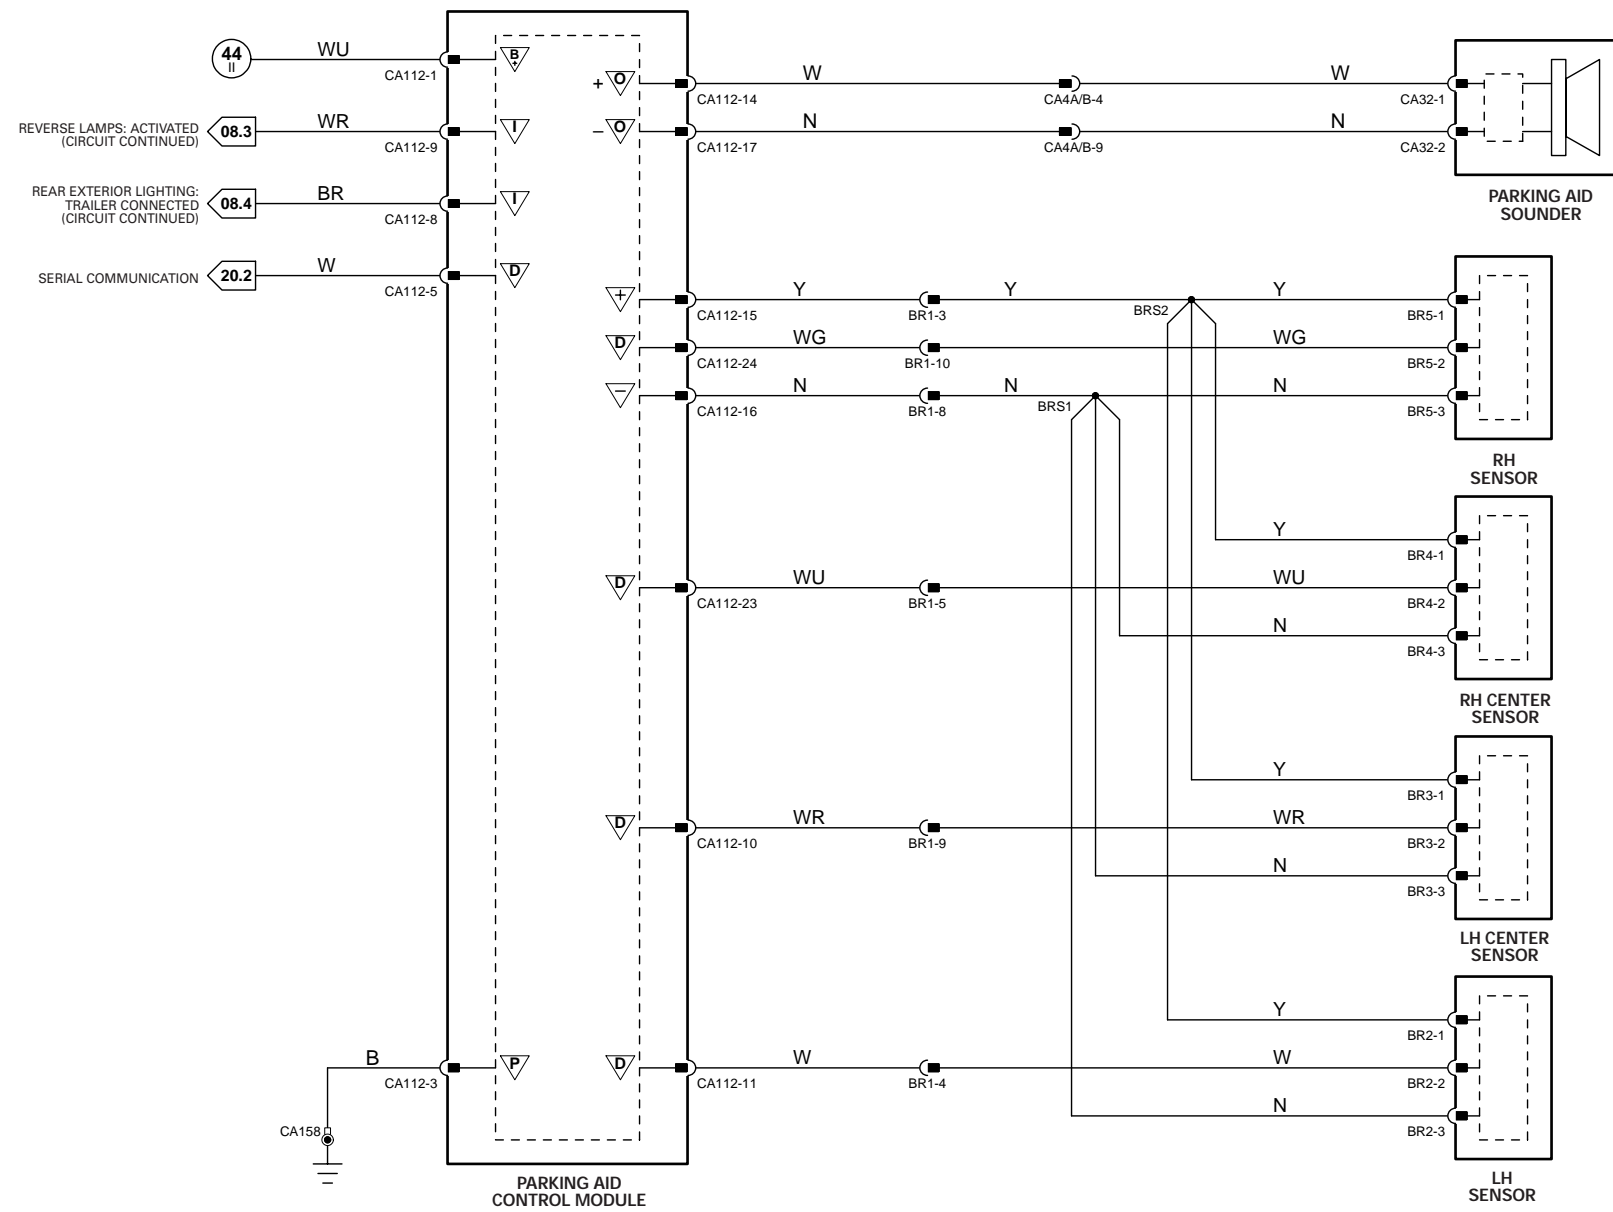 44
II
WU
CA112-1
B
+
+ O
CA112-14
W
CA4A/B-4
W
CA32-1
REVERSE LAMPS: ACTIVATED
(CIRCUIT CONTINUED)
08.3
WR
CA112-9
I
– O
CA112-17
N
CA4A/B-9
N
CA32-2
PARKING AID
SOUNDER
REAR EXTERIOR LIGHTING:
TRAILER CONNECTED
(CIRCUIT CONTINUED)
08.4
BR
CA112-8
I
SERIAL COMMUNICATION
20.2
W
CA112-5
D
+
CA112-15
Y
BR1-3
Y
BRS2
Y
BR5-1
D
CA112-24
WG
BR1-10
WG
BR5-2
–
CA112-16
N
BR1-8
N
BRS1
N
BR5-3
RH
SENSOR
Y
BR4-1
D
CA112-23
WU
BR1-5
WU
BR4-2
N
BR4-3
RH CENTER
SENSOR
Y
BR3-1
D
CA112-10
WR
BR1-9
WR
BR3-2
N
BR3-3
LH CENTER
SENSOR
Y
BR2-1
B
CA112-3
P
D
CA112-11
W
BR1-4
W
BR2-2
N
BR2-3
CA158
LH
SENSOR
PARKING AID
CONTROL MODULE